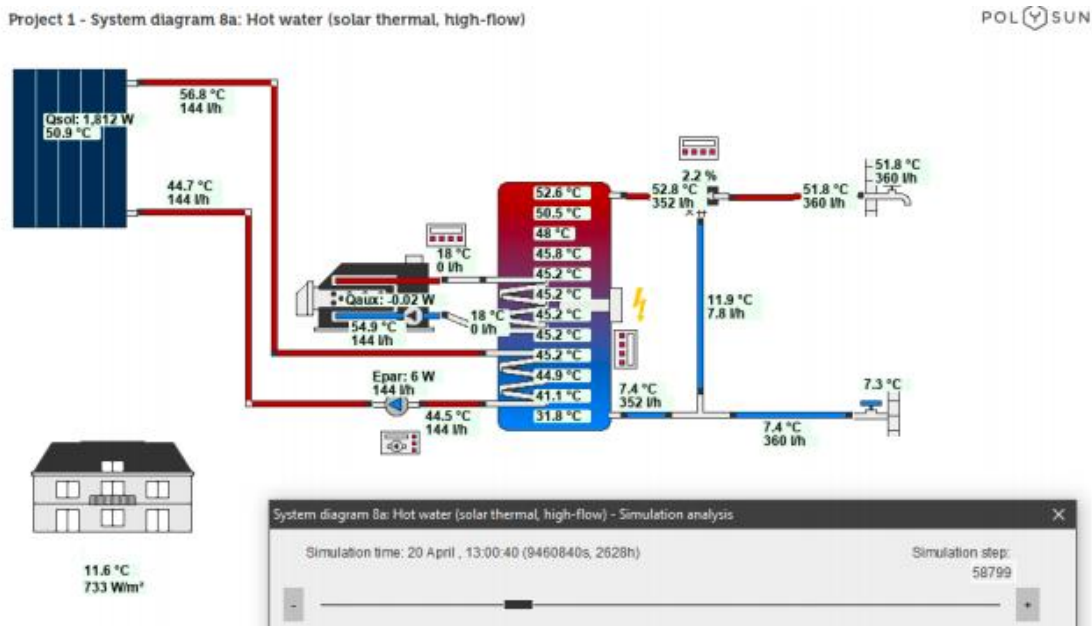 Project 1 - System diagram 8a: Hot water (solar thermal, high-flow)
POLYSUN
56.8 °C
144 l/h
Qsol: 1,812 W
50.9 °C
44.7 °C
144 l/h
18 °C
0 l/h
Qaux: -0.02 W
54.9 °C
144 l/h
18 °C
0 l/h
Epar: 6 W
144 l/h
44.5 °C
144 l/h
52.6 °C
50.5 °C
48 °C
45.8 °C
45.2 °C
45.2 °C
45.2 °C
45.2 °C
45.2 °C
44.9 °C
41.1 °C
31.8 °C
2.2 %
52.8 °C
352 l/h
51.8 °C
360 l/h
51.8 °C
360 l/h
11.9 °C
7.8 l/h
7.4 °C
352 l/h
7.3 °C
7.4 °C
360 l/h
11.6 °C
733 W/m²
System diagram 8a: Hot water (solar thermal, high-flow) - Simulation analysis
Simulation time: 20 April , 13:00:40 (9460840s, 2628h)
Simulation step:
58799
-
+